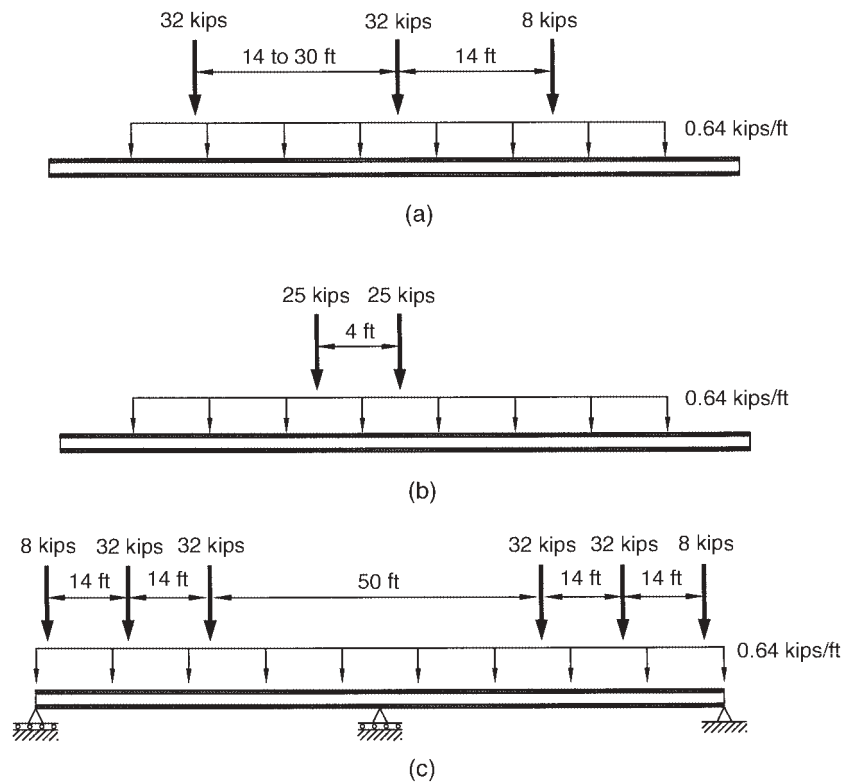 32 kips 32 kips 8 kips
14 to 30 ft 14 ft
0.64 kips/ft
(a)
25 kips 25 kips
4 ft
0.64 kips/ft
(b)
8 kips 32 kips 32 kips 32 kips 32 kips 8 kips
14 ft 14 ft 50 ft 14 ft 14 ft
0.64 kips/ft
(c)